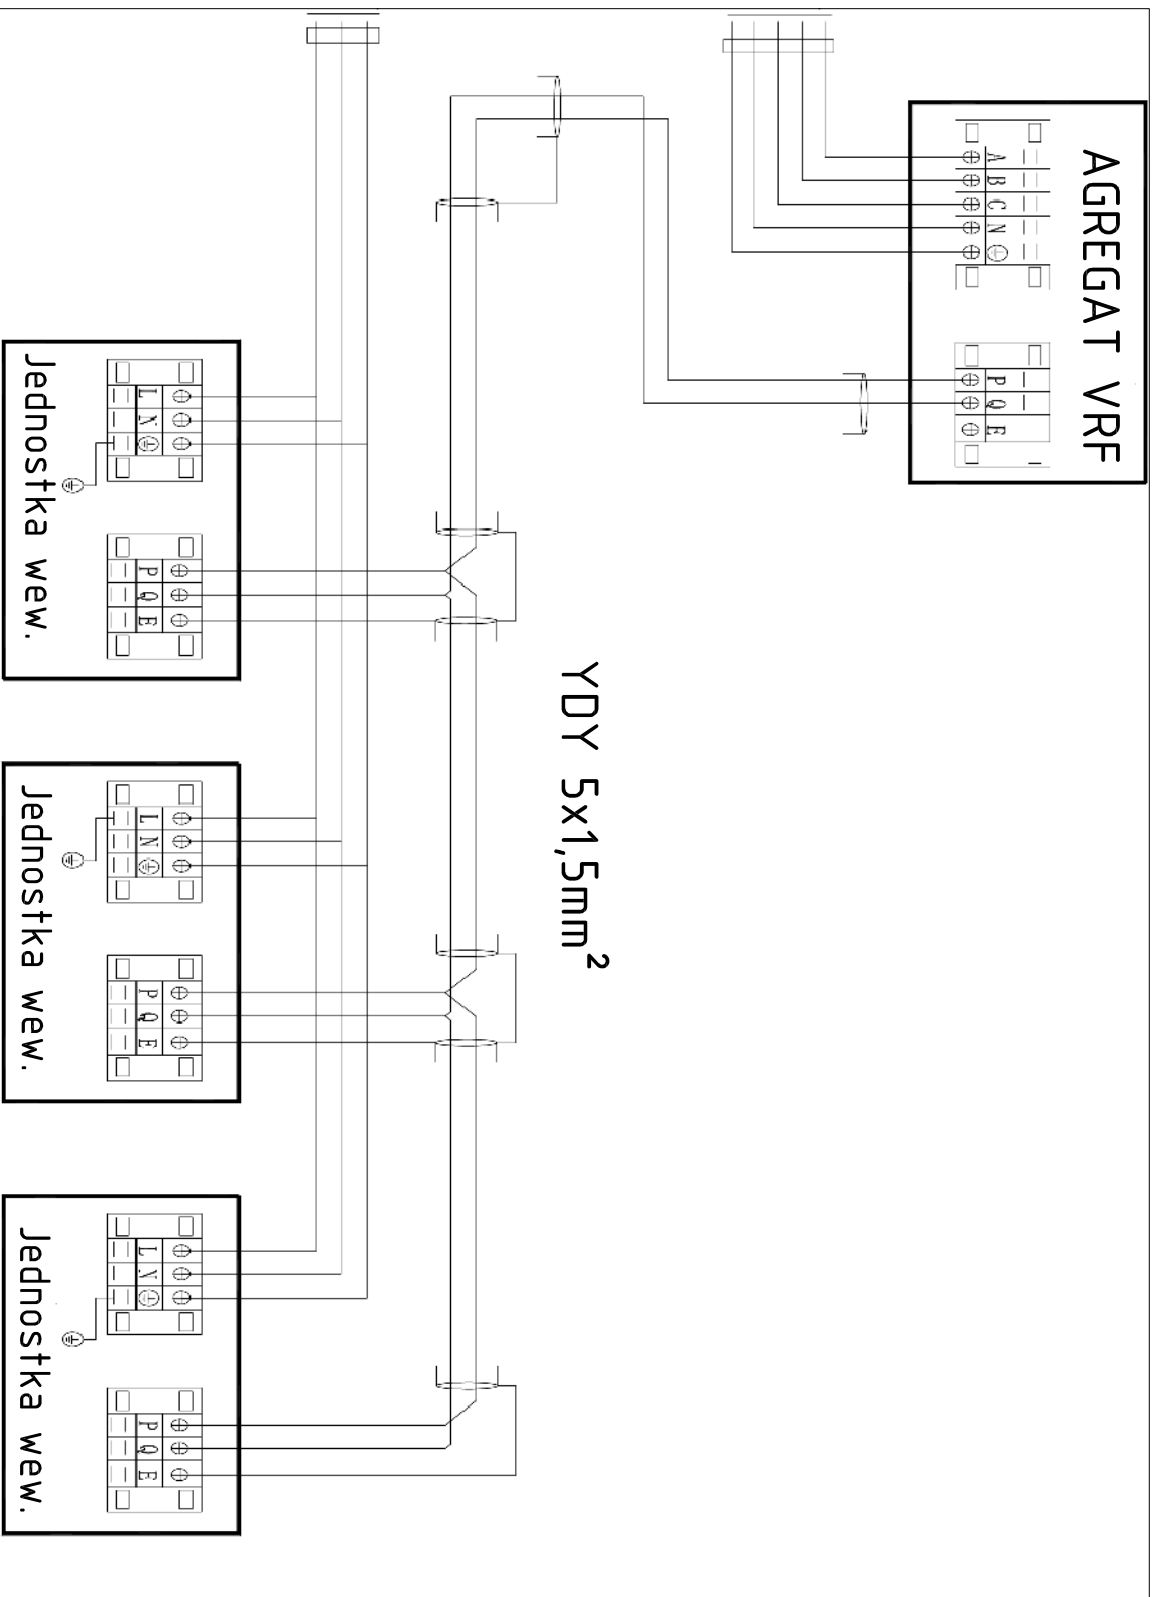 AGREGAT VRF
A
B
C
N
P
Q
E
YDY 5x1,5mm²
L
N
P
Q
E
Jednostka wew.
L
N
P
Q
E
Jednostka wew.
L
N
P
Q
E
Jednostka wew.